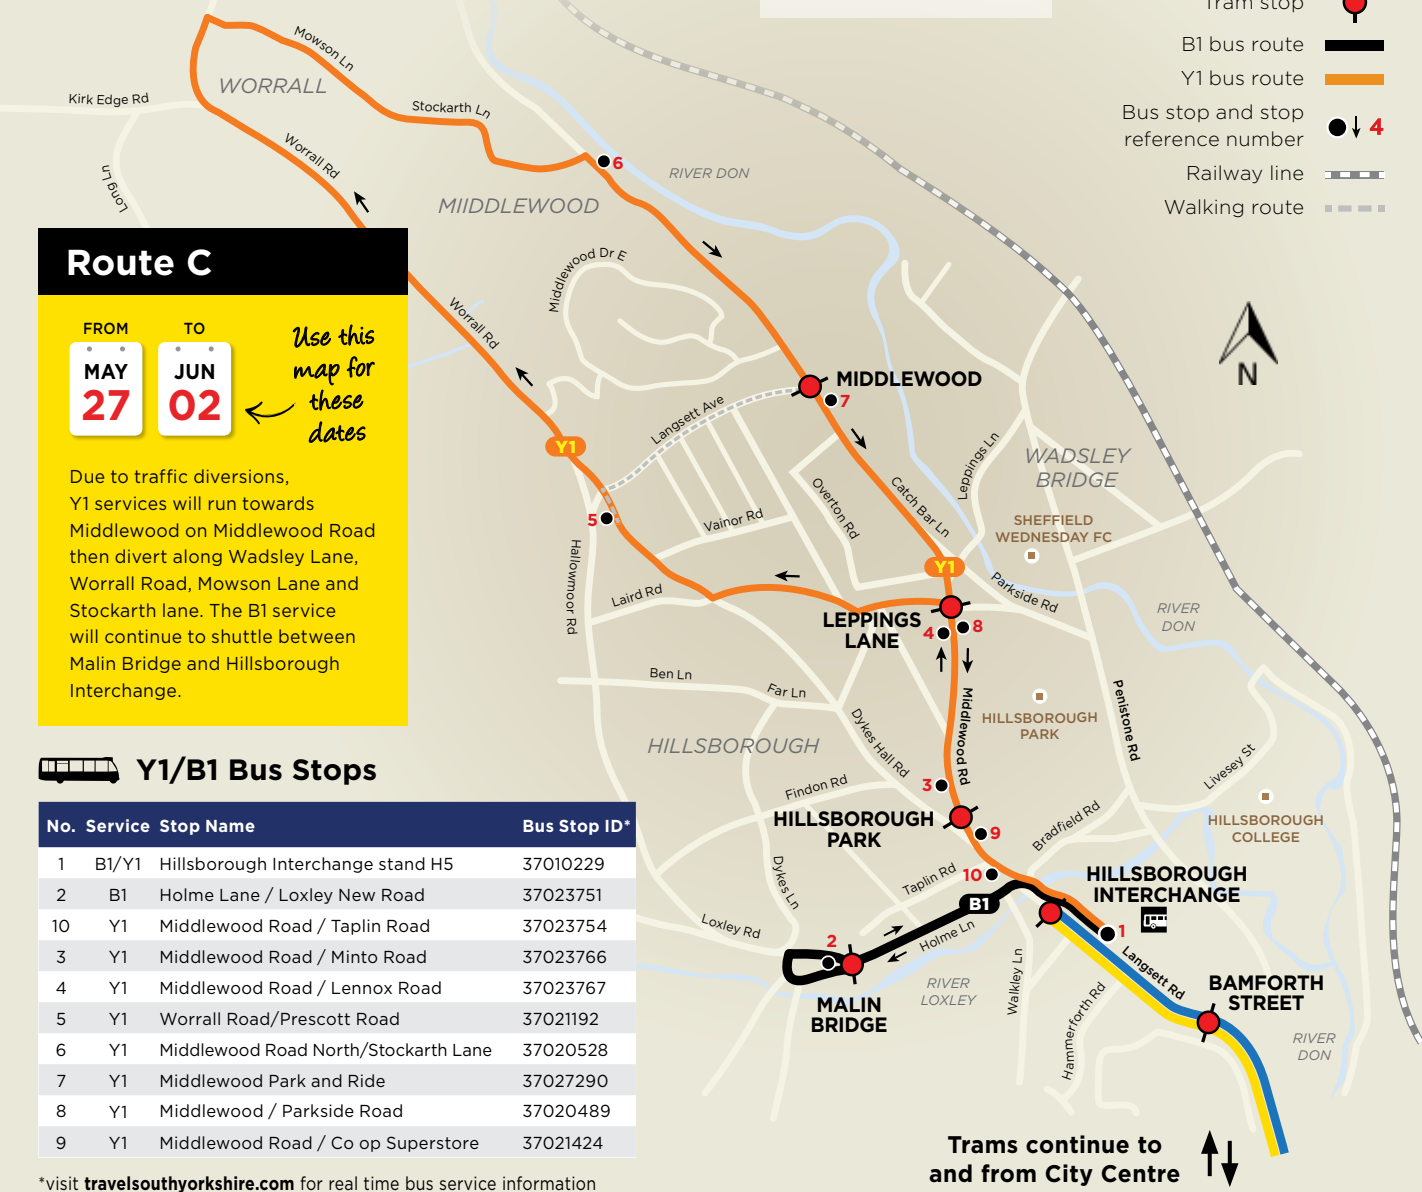 Tram stop
B1 bus route
Y1 bus route
Bus stop and stop
reference number
4
Railway line
Walking route
Mowson Ln
WORRALL
Kirk Edge Rd
Stockarth Ln
Worrall Rd
Long Ln
6
RIVER DON
MIIDDLEWOOD
Route C
FROM
TO
MAY
27
JUN
02
Use this
map for
these
dates
Due to traffic diversions,
Y1 services will run towards
Middlewood on Middlewood Road
then divert along Wadsley Lane,
Worrall Road, Mowson Lane and
Stockarth lane. The B1 service
will continue to shuttle between
Malin Bridge and Hillsborough
Interchange.
Middlewood Dr E
Worrall Rd
N
MIDDLEWOOD
7
Langsett Ave
Y1
WADSLEY
BRIDGE
Leppings Ln
Catch Bar Ln
Overton Rd
Vainor Rd
5
SHEFFIELD
WEDNESDAY FC
Hallowmoor Rd
Laird Rd
Y1
Parkside Rd
RIVER
DON
LEPPINGS
LANE
4
8
Ben Ln
Far Ln
Middlewood Rd
Penistone Rd
HILLSBOROUGH
PARK
HILLSBOROUGH
Dykes Hall Rd
Livesey St
Findon Rd
3
HILLSBOROUGH
PARK
9
Bradfield Rd
HILLSBOROUGH
COLLEGE
Dykes Ln
Taplin Rd
10
HILLSBOROUGH
INTERCHANGE
B1
Loxley Rd
2
Holme Ln
1
Langsett Rd
Walkley Ln
RIVER
LOXLEY
Hammerforth Rd
MALIN
BRIDGE
BAMFORTH
STREET
RIVER
DON
Trams continue to
and from City Centre
Y1/B1 Bus Stops
No. Service Stop Name Bus Stop ID*
1 B1/Y1 Hillsborough Interchange stand H5 37010229
2 B1 Holme Lane / Loxley New Road 37023751
10 Y1 Middlewood Road / Taplin Road 37023754
3 Y1 Middlewood Road / Minto Road 37023766
4 Y1 Middlewood Road / Lennox Road 37023767
5 Y1 Worrall Road/Prescott Road 37021192
6 Y1 Middlewood Road North/Stockarth Lane 37020528
7 Y1 Middlewood Park and Ride 37027290
8 Y1 Middlewood / Parkside Road 37020489
9 Y1 Middlewood Road / Co op Superstore 37021424
*visit travelsouthyorkshire.com for real time bus service information